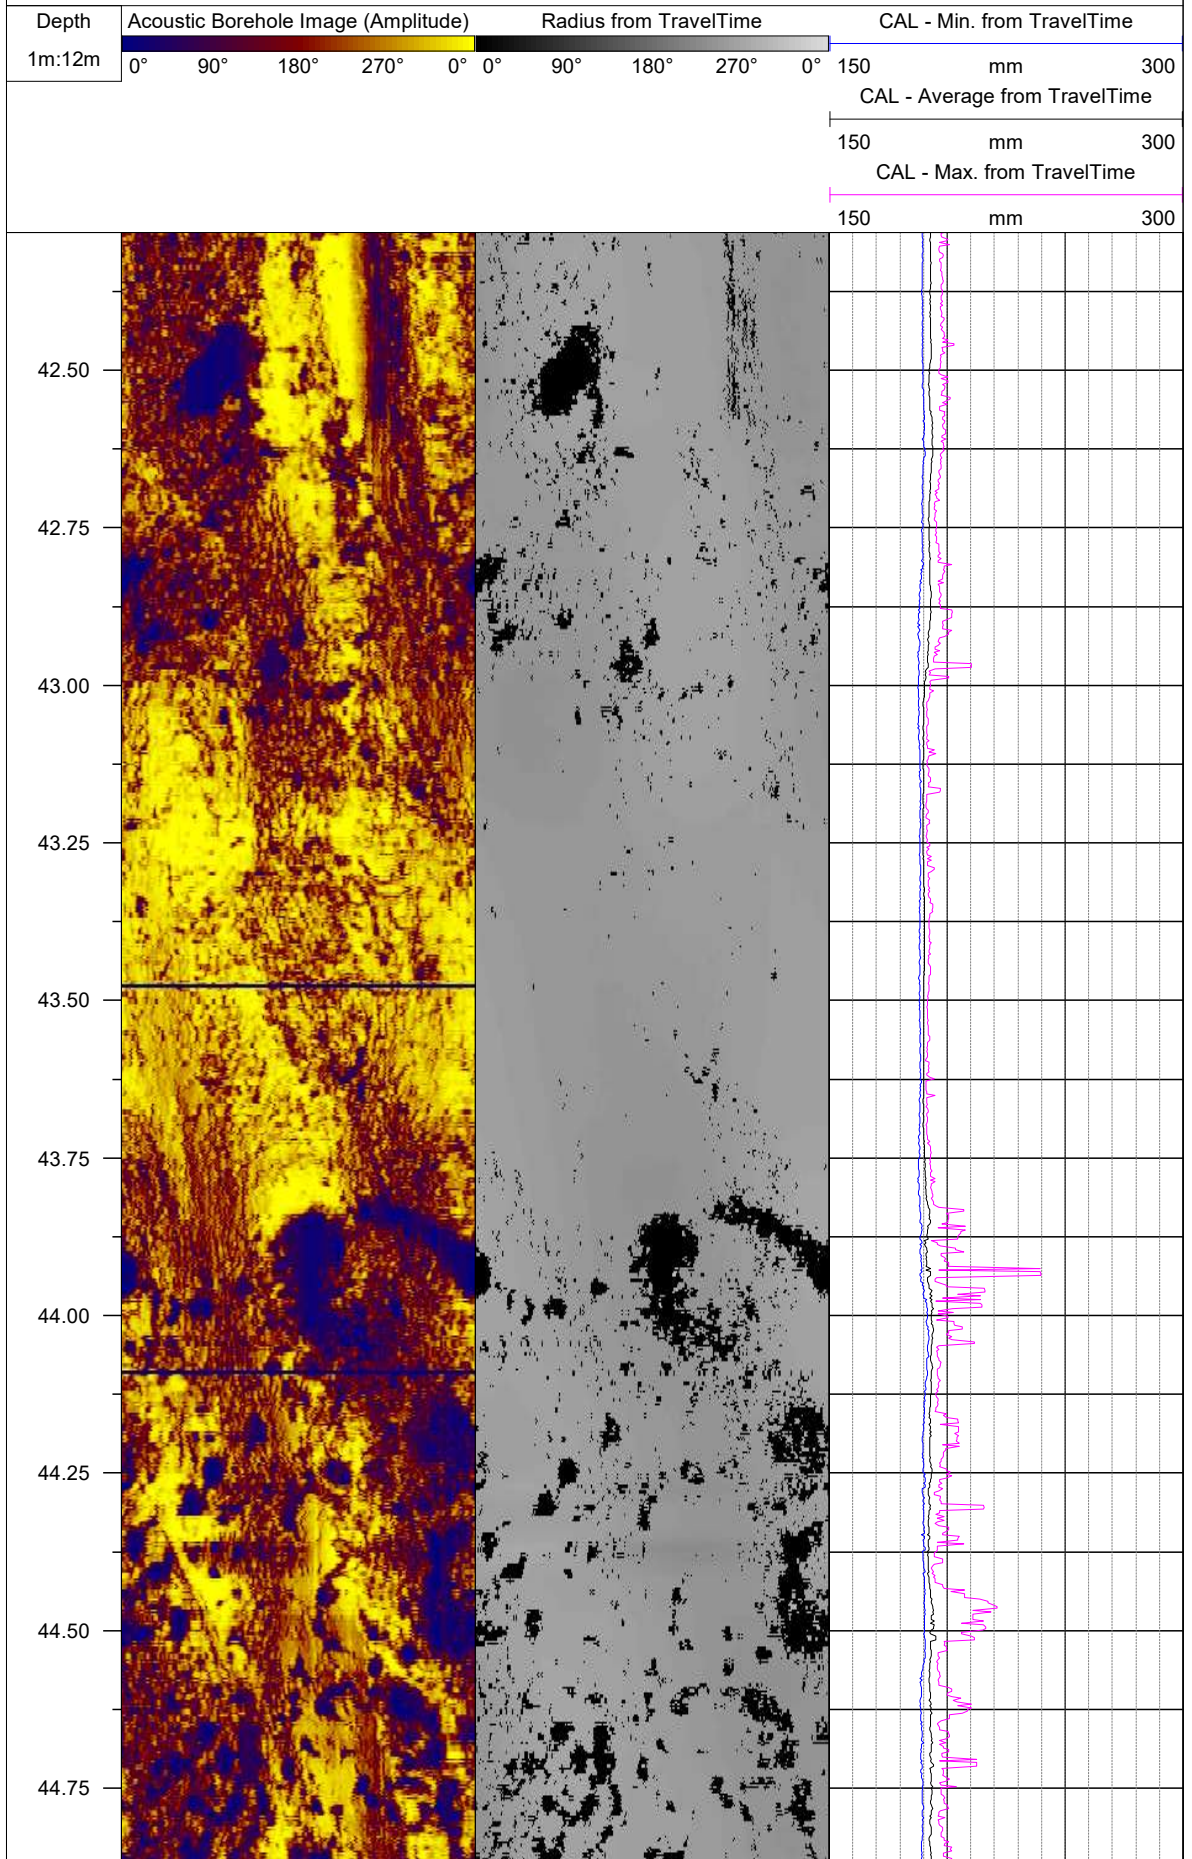 Depth
1m:12m
Acoustic Borehole Image (Amplitude)
0° 90° 180° 270° 0°
Radius from TravelTime
0° 90° 180° 270° 0°
CAL - Min. from TravelTime
150 mm 300
CAL - Average from TravelTime
150 mm 300
CAL - Max. from TravelTime
150 mm 300
42.50
42.75
43.00
43.25
43.50
43.75
44.00
44.25
44.50
44.75